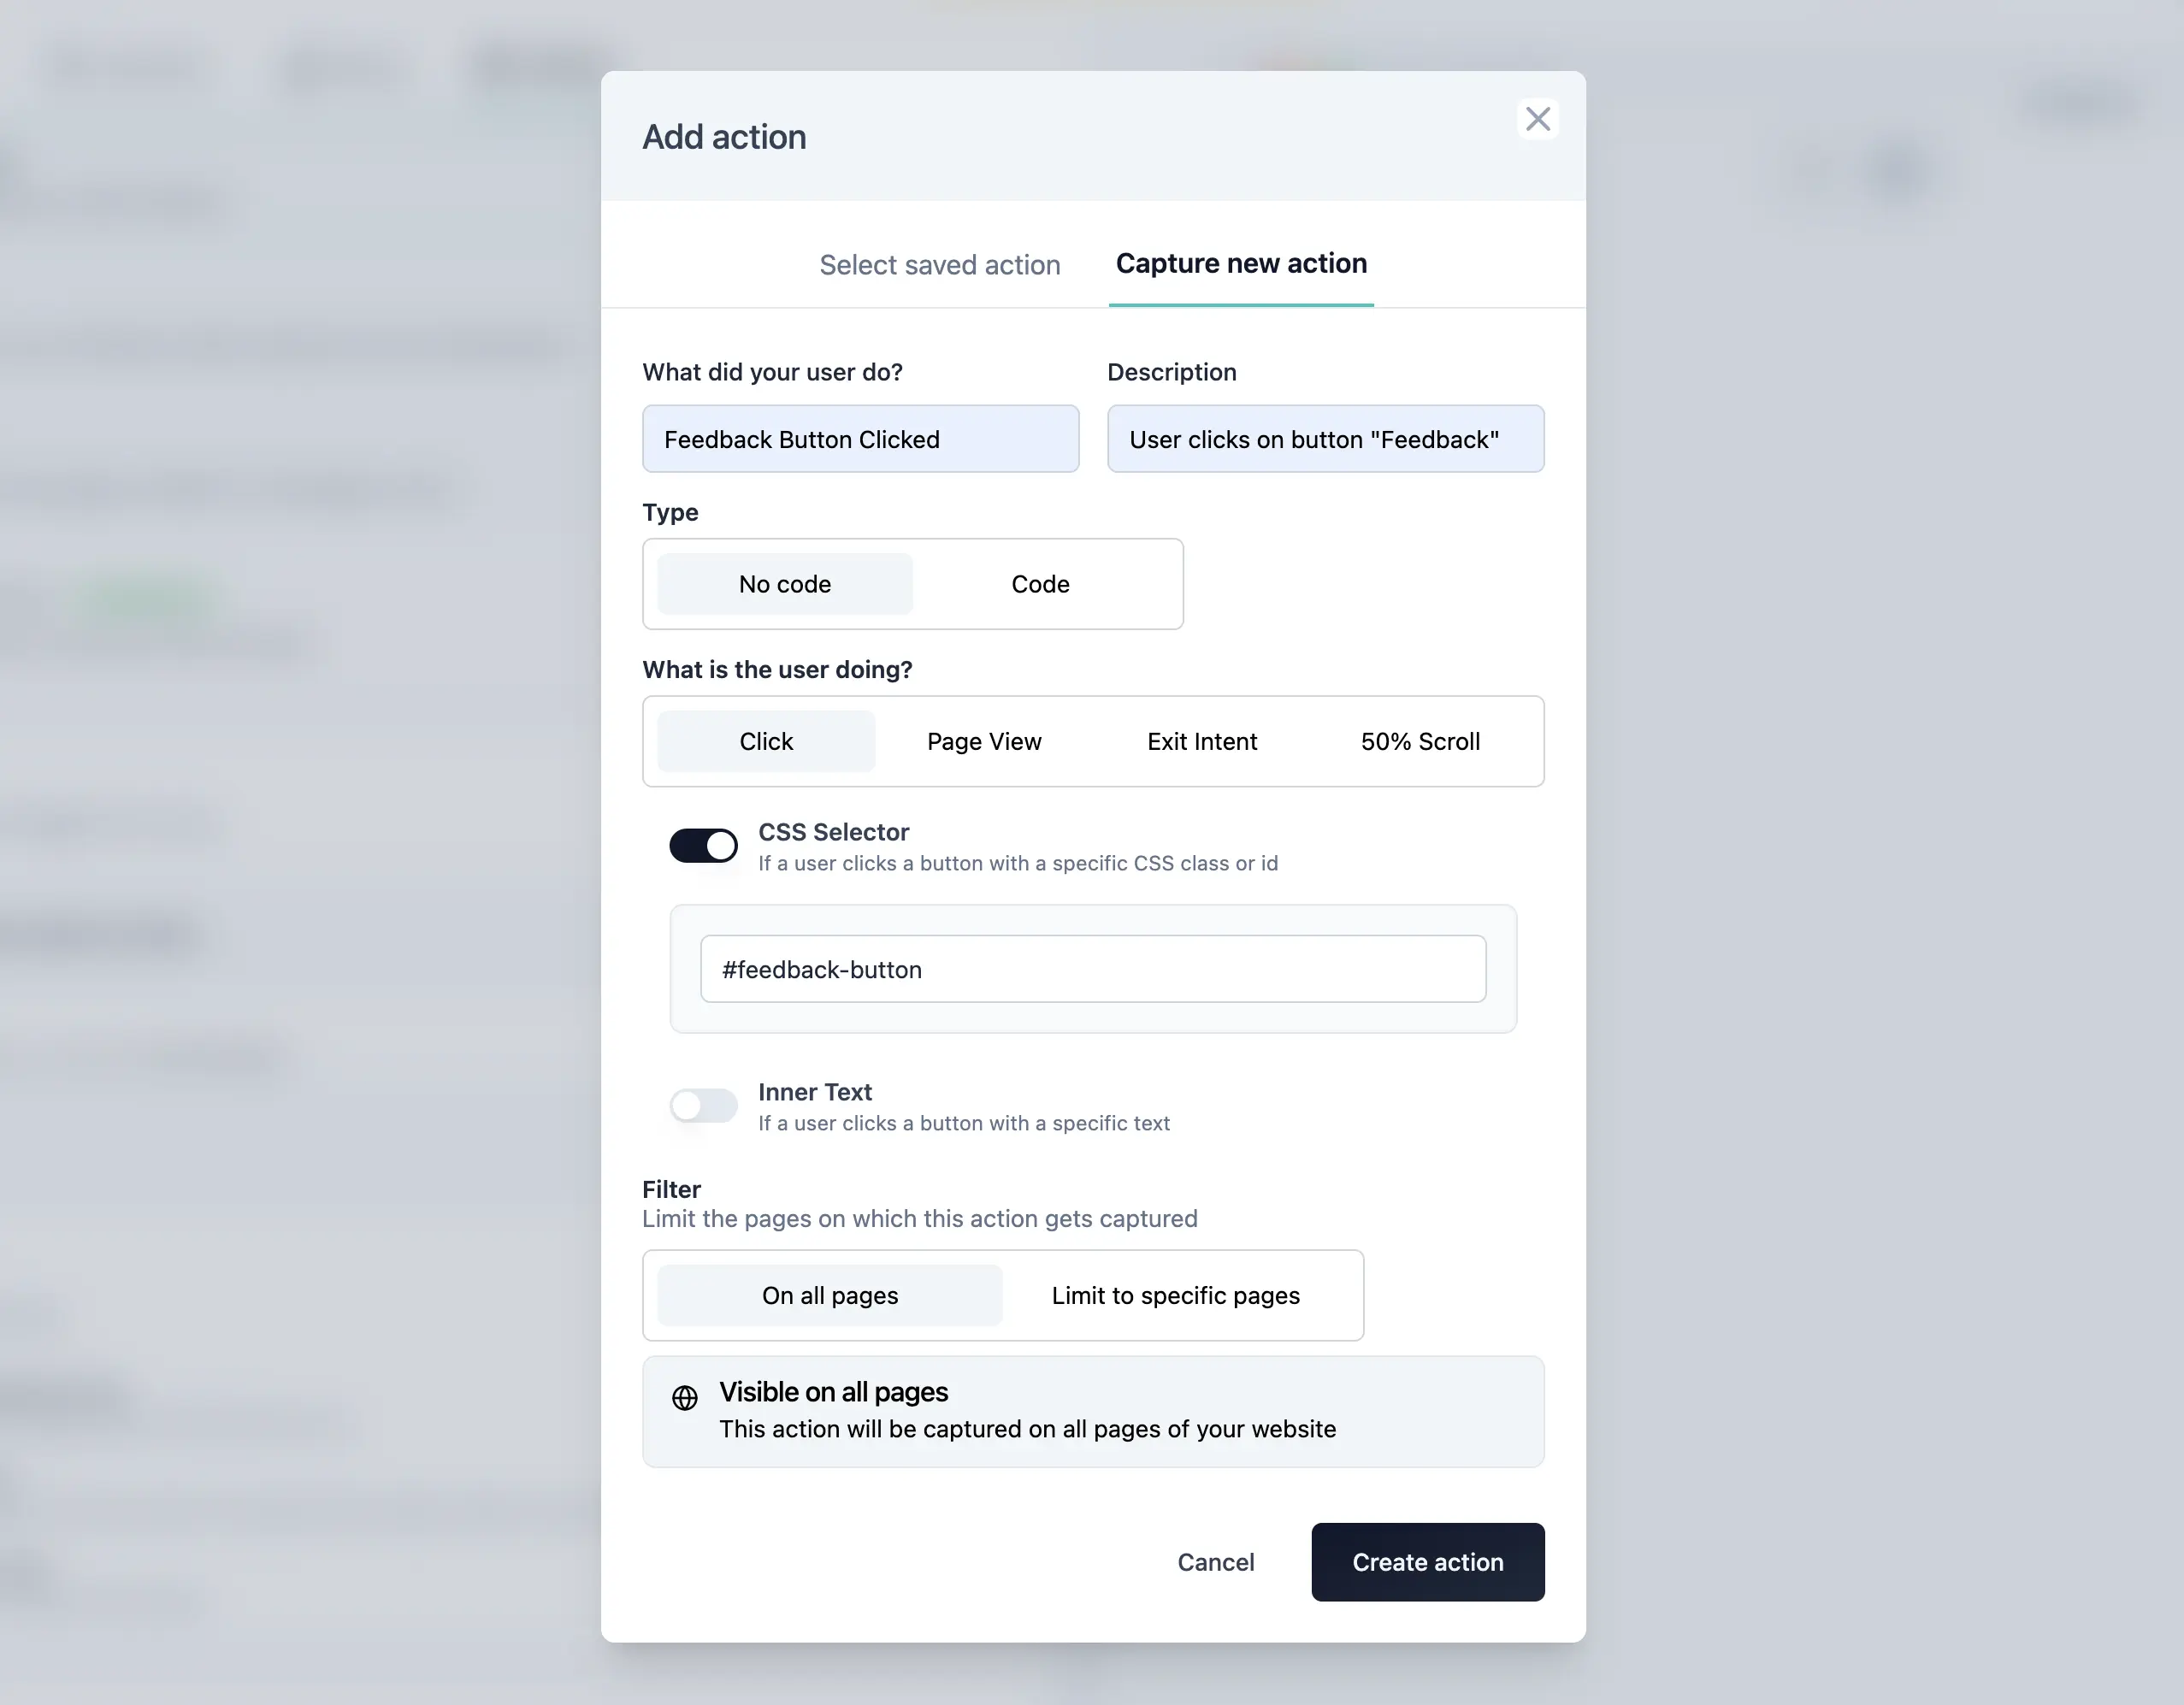 Add action
Select saved action
Capture new action
What did your user do?
Description
Feedback Button Clicked
User clicks on button "Feedback"
Type
No code
Code
What is the user doing?
Click
Page View
Exit Intent
50% Scroll
CSS Selector
If a user clicks a button with a specific CSS class or id
#feedback-button
Inner Text
If a user clicks a button with a specific text
Filter
Limit the pages on which this action gets captured
On all pages
Limit to specific pages
Visible on all pages
This action will be captured on all pages of your website
Cancel
Create action